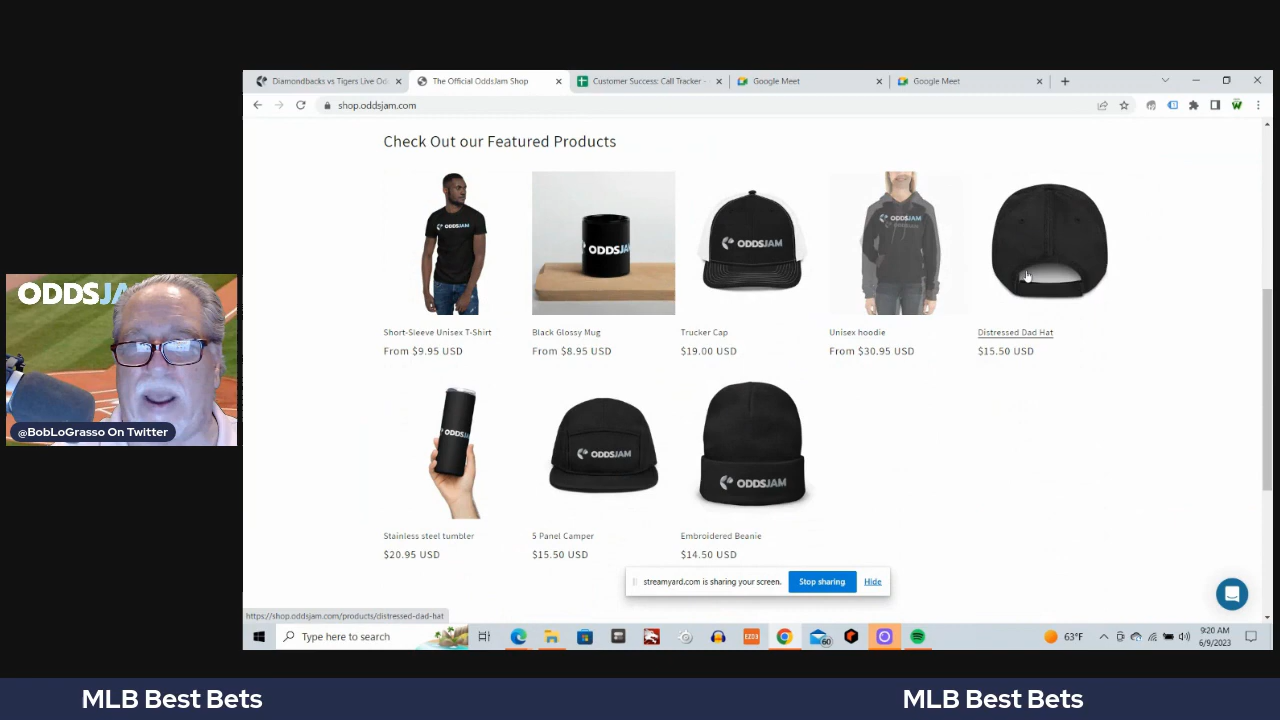 Diamondbacks vs Tigers Live Od
The Official OddsJam Shop
Customer Success: Call Tracker -
Google Meet
Google Meet
shop.oddsjam.com
Check Out our Featured Products
ODDSJAM
ODDSJA
ODDSJAM
ODDSJAM
Short-Sleeve Unisex T-Shirt
Black Glossy Mug
Trucker Cap
Unisex hoodie
Distressed Dad Hat
From $9.95 USD
From $8.95 USD
$19.00 USD
From $30.95 USD
$15.50 USD
ODDSJA
@BobLoGrasso On Twitter
ODDSJ
ODDSJAM
ODDSJAM
Stainless steel tumbler
5 Panel Camper
Embroidered Beanie
$20.95 USD
$15.50 USD
$14.50 USD
streamyard.com is sharing your screen.
Stop sharing
Hide
https://shop.oddsjam.com/products/distressed-dad-hat
Type here to search
60
63°F
9:20 AM
6/9/2023
MLB Best Bets
MLB Best Bets